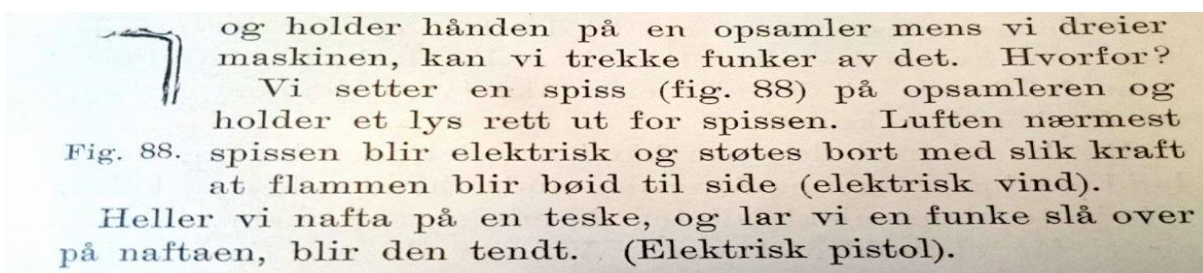 og holder hånden på en opsamler mens vi dreier
maskinen, kan vi trekke funker av det. Hvorfor?
Vi setter en spiss (fig. 88) på opsamleren og
holder et lys rett ut for spissen. Luften nærmest
Fig. 88. spissen blir elektrisk og støtes bort med slik kraft
at flammen blir bøid til side (elektrisk vind).
Heller vi nafta på en teske, og lar vi en funke slå over
på naftaen, blir den tendt. (Elektrisk pistol).